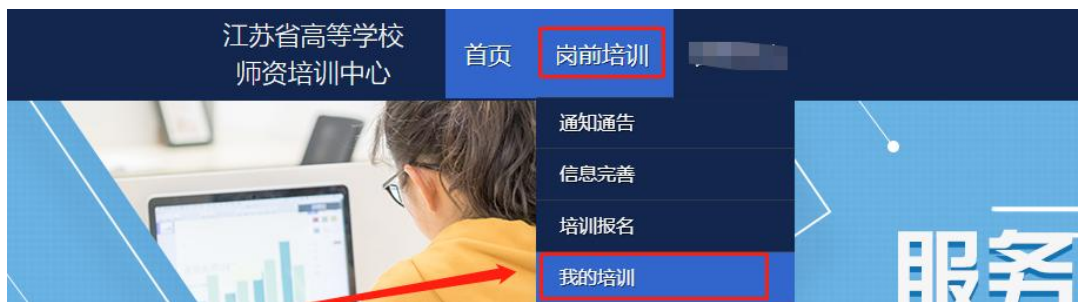 江苏省高等学校
师资培训中心
首页
岗前培训
通知通告
信息完善
培训报名
我的培训
服务